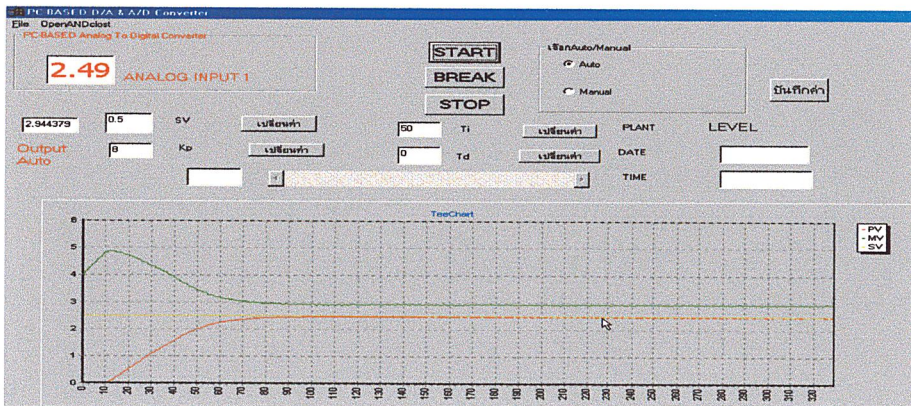 PC BASED D/A & A/D Converter
File OpenANDclost
PC-BASED Analog To Digital Converter
2.49 ANALOG INPUT 1
START
BREAK
STOP
เลือกAuto/Manual
Auto
Manual
บันทึกค่า
2.944379 0.5 SV เปลี่ยนค่า
50 Ti เปลี่ยนค่า
PLANT LEVEL
Output
Auto
8 Kp เปลี่ยนค่า
0 Td เปลี่ยนค่า
DATE
TIME
TeeChart
PV
MV
SV
6
5
4
3
2
1
0
0 10 20 30 40 50 60 70 80 90 100 110 120 130 140 150 160 170 180 190 200 210 220 230 240 250 260 270 280 290 300 310 320